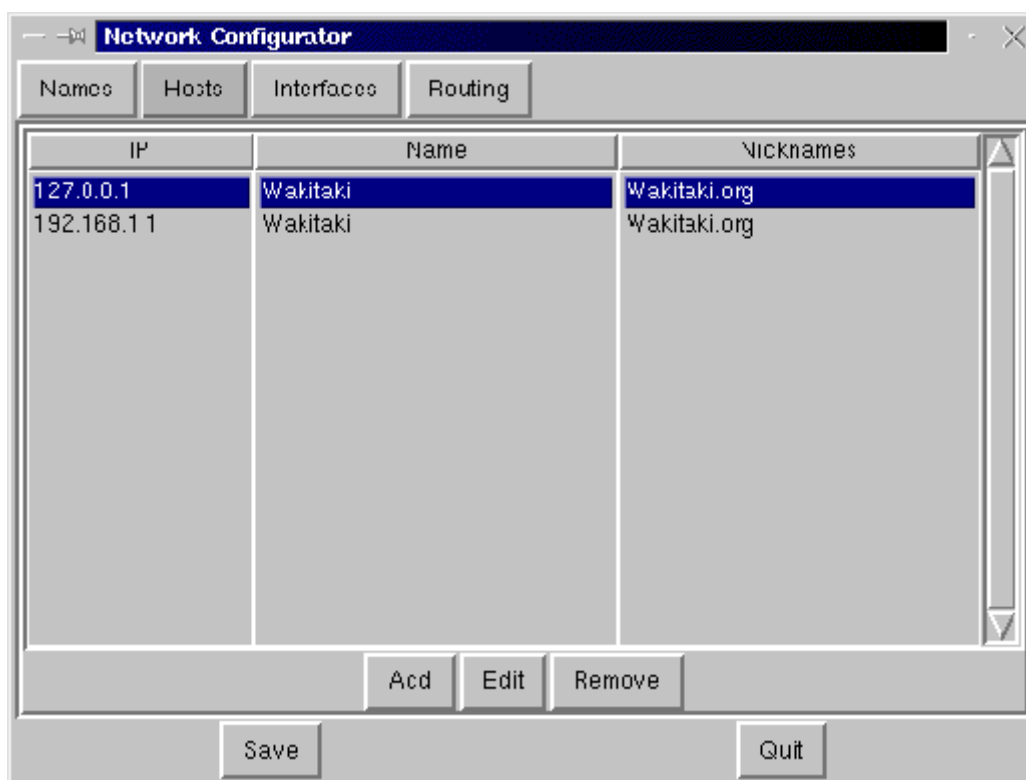 Network Configurator
Names Hosts Interfaces Routing
IP Name Nicknames
127.0.0.1 Wakitaki Wakitaki.org
192.168.1.1 Wakitaki Wakitaki.org
Add Edit Remove
Save Quit